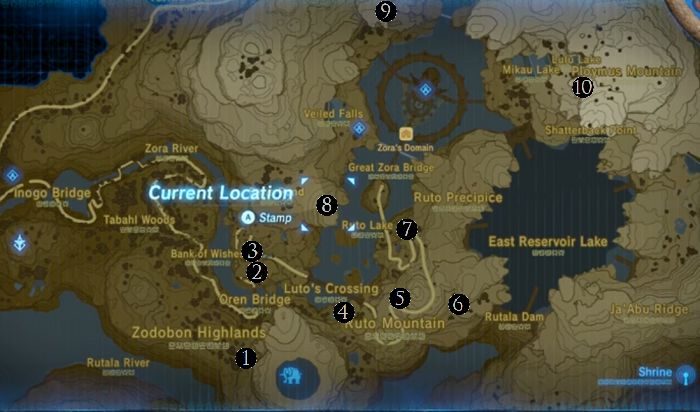 9
Lulu Lake
Mikau Lake
Ploymus Mountain
10
Veiled Falls
Shatterback Point
Zora River
Zora's Domain
Great Zora Bridge
Inogo Bridge
Current Location
8
Ruto Precipice
Tabahl Woods
A Stamp
Ruto Lake
7
East Reservoir Lake
3
Bank of Wishes
2
Luto's Crossing
Oren Bridge
5
6
4
Ja'Abu Ridge
Zodobon Highlands
Ruto Mountain
Rutala Dam
1
Rutala River
Shrine